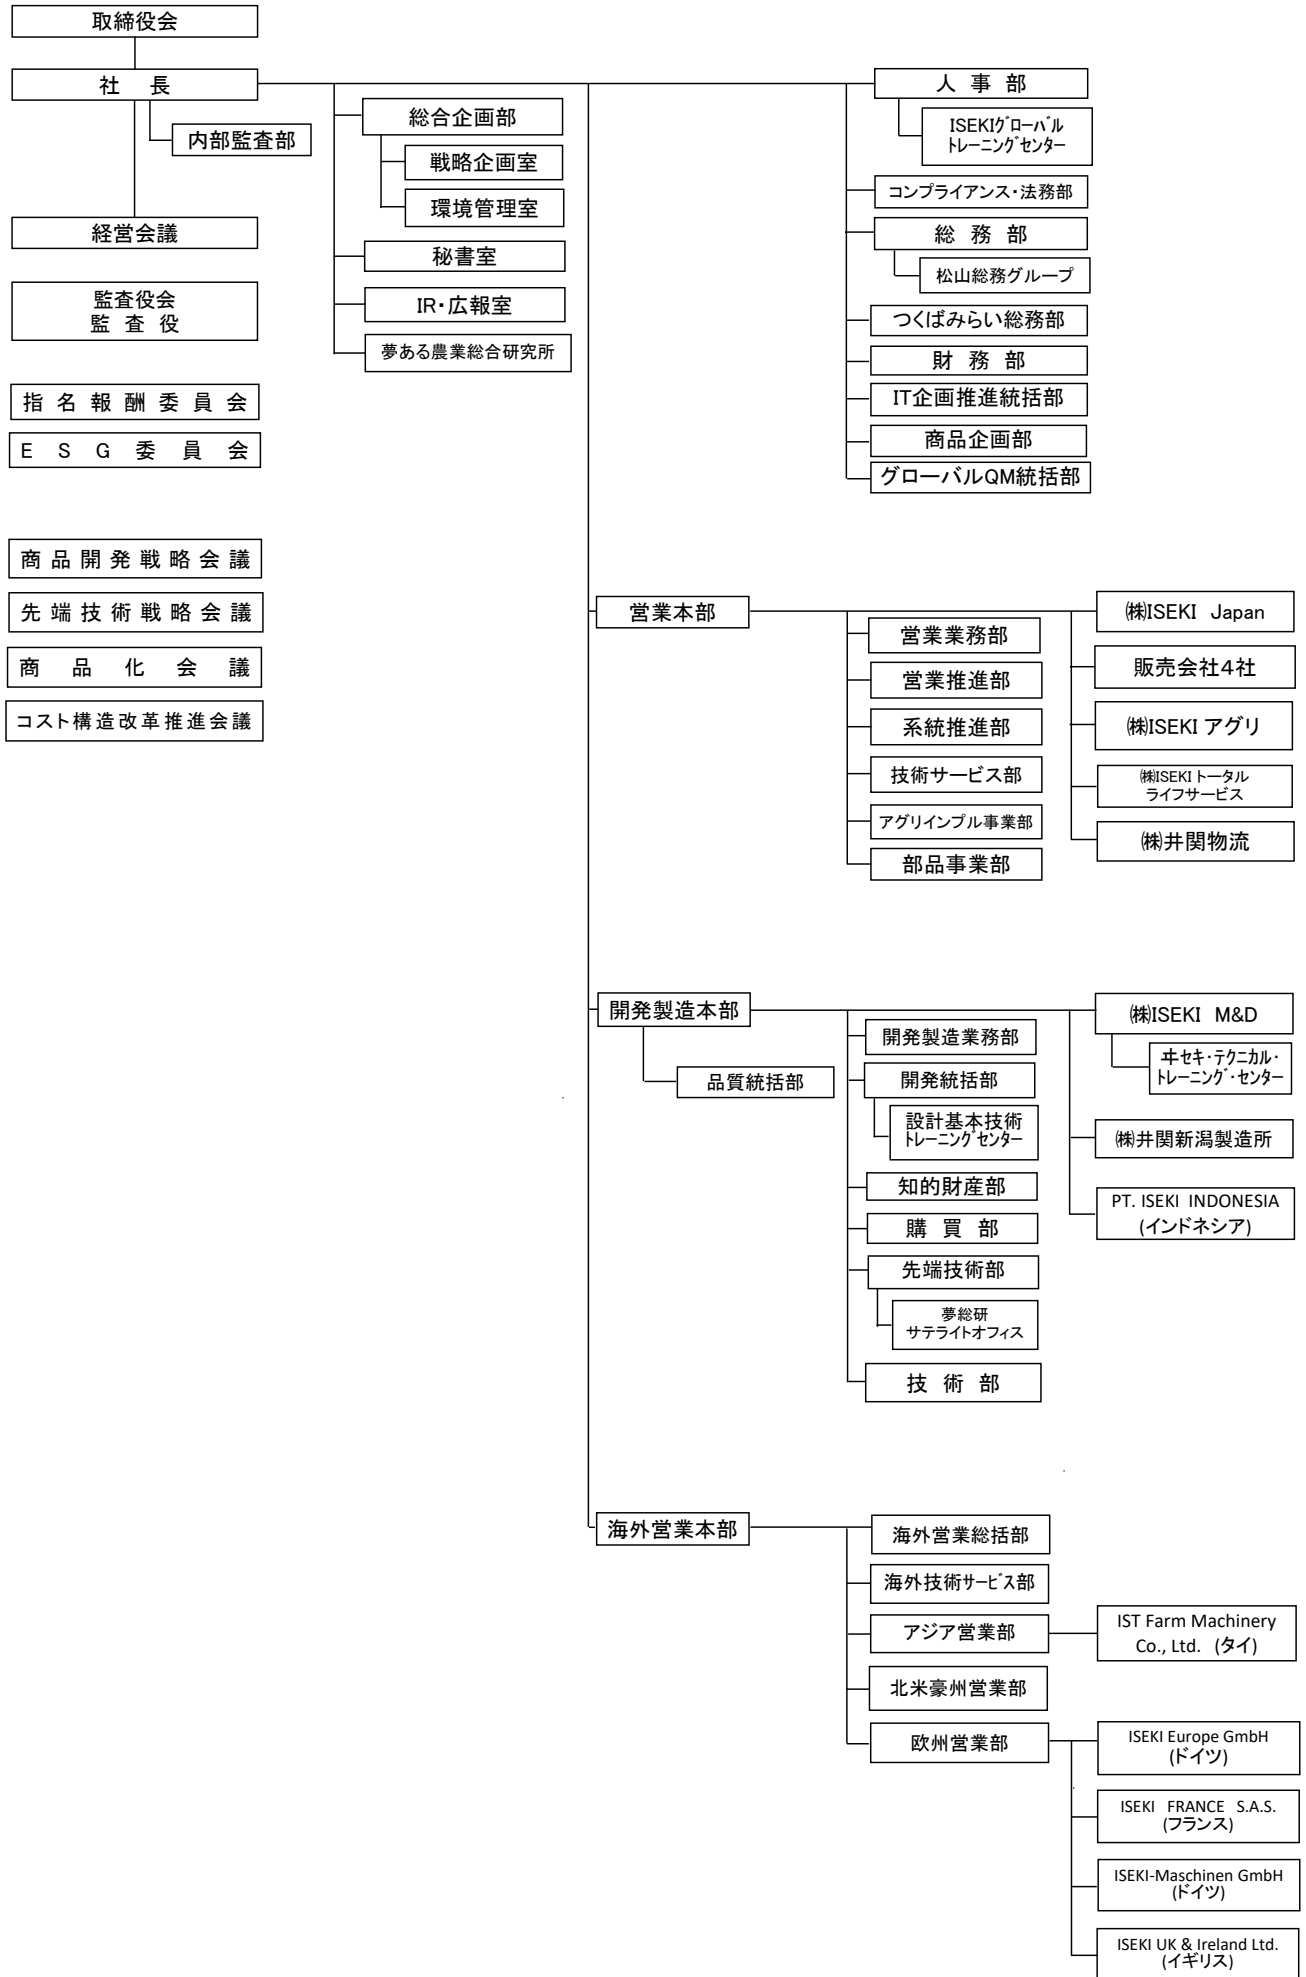 取締役会
社　長
内部監査部
経営会議
監査役会
監　査　役
指 名 報 酬 委 員 会
E S G 委 員 会
商 品 開 発 戦 略 会 議
先 端 技 術 戦 略 会 議
商 品 化 会 議
コスト構造改革推進会議
総合企画部
戦略企画室
環境管理室
秘書室
IR・広報室
夢ある農業総合研究所
人　事　部
ISEKIｸﾞﾛｰﾊﾞﾙ
ﾄﾚｰﾆﾝｸﾞｾﾝﾀｰ
コンプライアンス・法務部
総　務　部
松山総務グループ
つくばみらい総務部
財　務　部
IT企画推進統括部
商品企画部
グローバルQM統括部
営業本部
営業業務部
営業推進部
系統推進部
技術サービス部
アグリインプル事業部
部品事業部
㈱ISEKI Japan
販売会社4社
㈱ISEKI アグリ
㈱ISEKI トータル
ライフサービス
㈱井関物流
開発製造本部
品質統括部
開発製造業務部
開発統括部
設計基本技術
ﾄﾚｰﾆﾝｸﾞｾﾝﾀｰ
知的財産部
購　買　部
先端技術部
夢総研
サテライトオフィス
技　術　部
㈱ISEKI M&D
ヰセキ・ﾃｸﾆｶﾙ・
ﾄﾚｰﾆﾝｸﾞ・ｾﾝﾀｰ
㈱井関新潟製造所
PT. ISEKI INDONESIA
(インドネシア)
海外営業本部
海外営業総括部
海外技術ｻｰﾋﾞｽ部
アジア営業部
北米豪州営業部
欧州営業部
IST Farm Machinery
Co., Ltd. (タイ)
ISEKI Europe GmbH
(ドイツ)
ISEKI FRANCE S.A.S.
(フランス)
ISEKI-Maschinen GmbH
(ドイツ)
ISEKI UK & Ireland Ltd.
(イギリス)